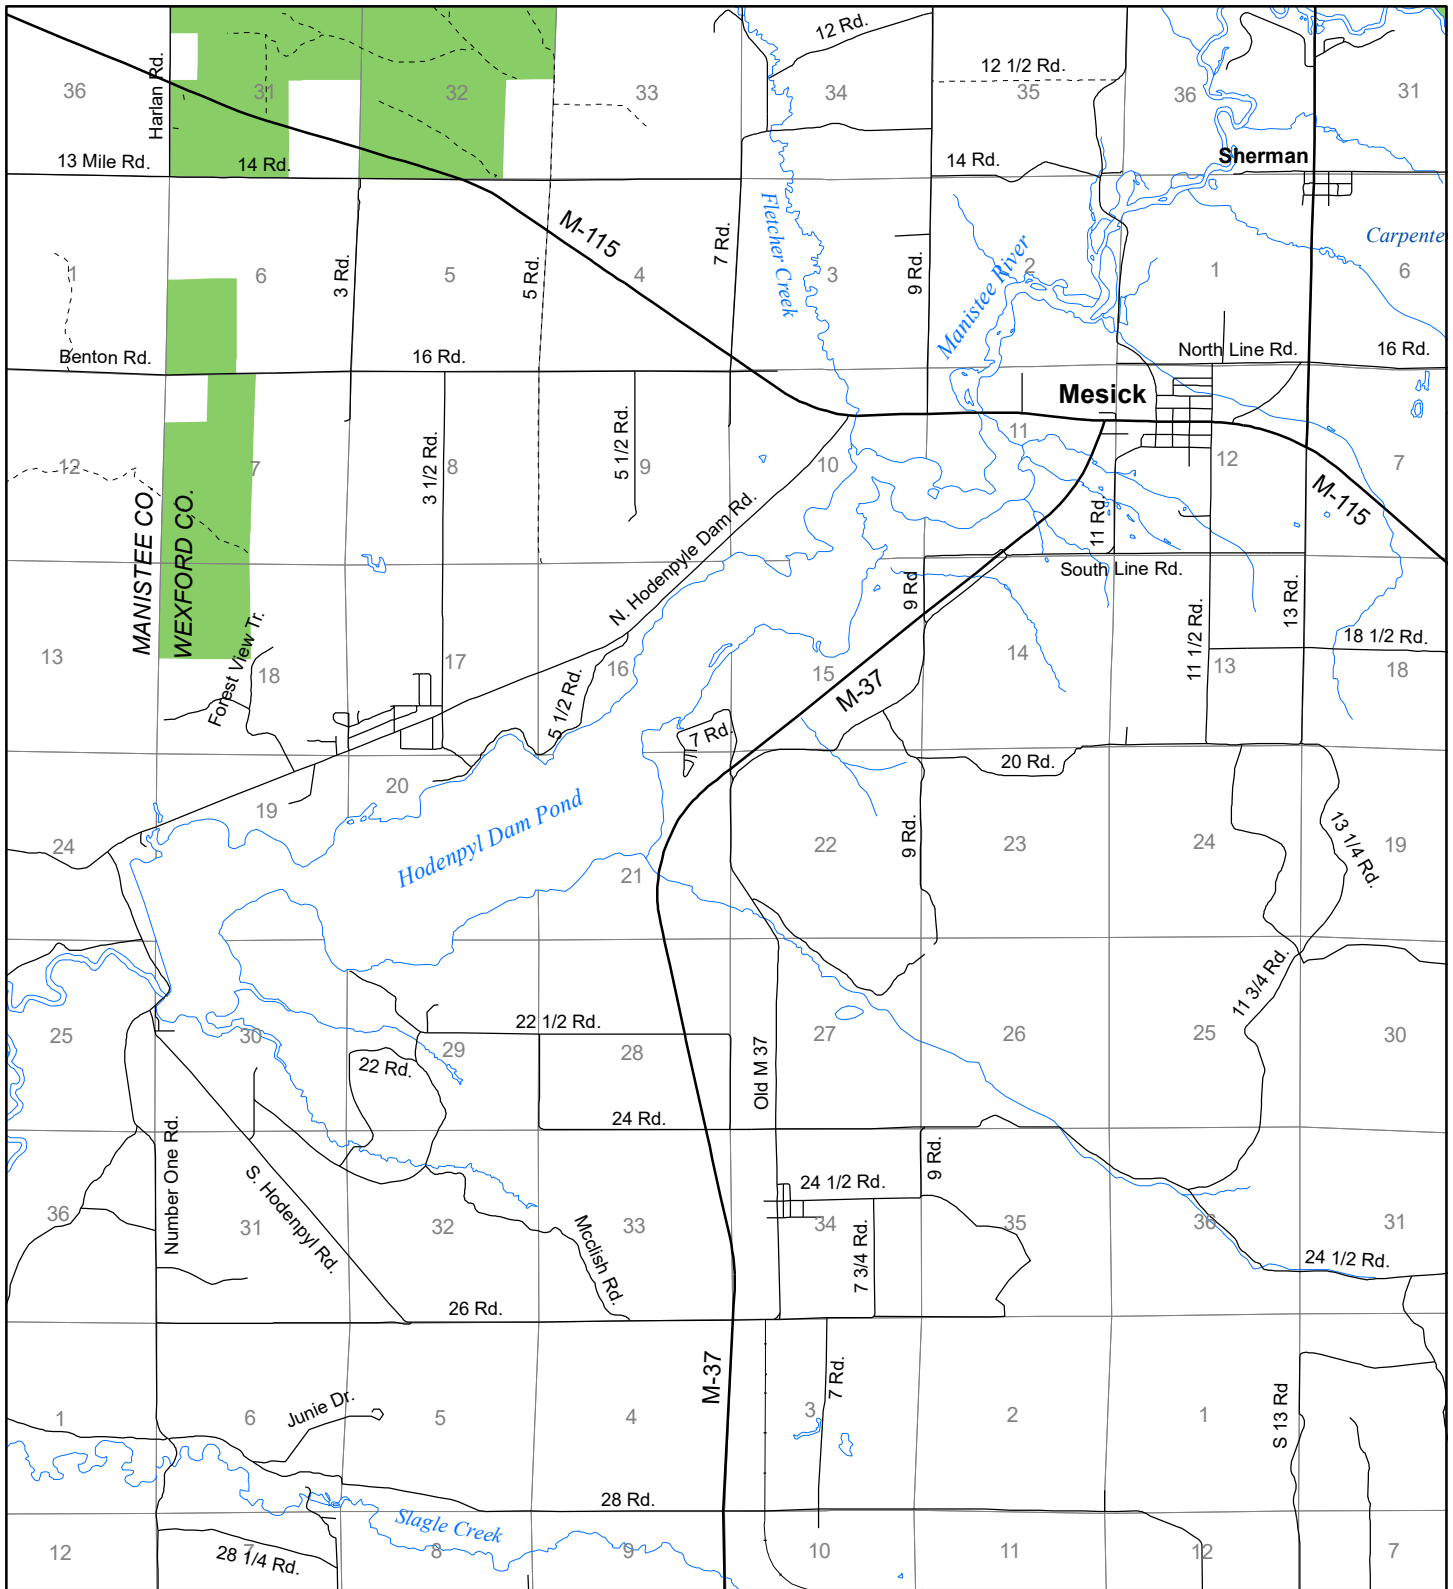 12 Rd.
12 1/2 Rd.
36
Harlan Rd.
31
32
33
34
35
36
31
13 Mile Rd.
14 Rd.
14 Rd.
Sherman
M-115
Fletcher Creek
Carpente
1
6
3 Rd.
5
5 Rd.
4
7 Rd.
3
9 Rd.
Manistee River
2
1
6
Benton Rd.
16 Rd.
North Line Rd.
16 Rd.
Mesick
12
7
3 1/2 Rd.
8
5 1/2 Rd.
9
10
11
12
7
M-115
MANISTEE CO.
WEXFORD CO.
N. Hodenpyle Dam Rd.
11 Rd.
South Line Rd.
9 Rd
13 Rd.
18 1/2 Rd.
11 1/2 Rd.
13
Forest View Tr.
18
17
16
5 1/2 Rd.
15
M-37
14
13
18
7 Rd.
20 Rd.
24
19
20
Hodenpyl Dam Pond
21
22
9 Rd.
23
24
13 1/4 Rd.
19
11 3/4 Rd.
25
30
22 1/2 Rd.
29
28
22 Rd.
Old M 37
27
26
25
30
24 Rd.
Number One Rd.
9 Rd.
S. Hodenpyl Rd.
24 1/2 Rd.
36
31
32
Mcclish Rd.
33
34
7 3/4 Rd.
35
36
31
24 1/2 Rd.
26 Rd.
M-37
7 Rd.
S 13 Rd
1
6
Junie Dr.
5
4
3
2
1
28 Rd.
Slagle Creek
12
7
28 1/4 Rd.
8
9
10
11
12
7